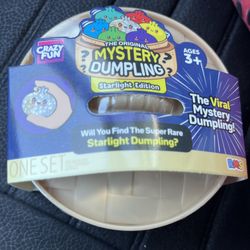 CRAZY
FUN
THE ORIGINAL
MYSTERY
DUMPLING
Starlight Edition
AGES
3+
The Viral
Mystery
Dumpling!
Will You Find The Super Rare
Starlight Dumpling?
ONE SET